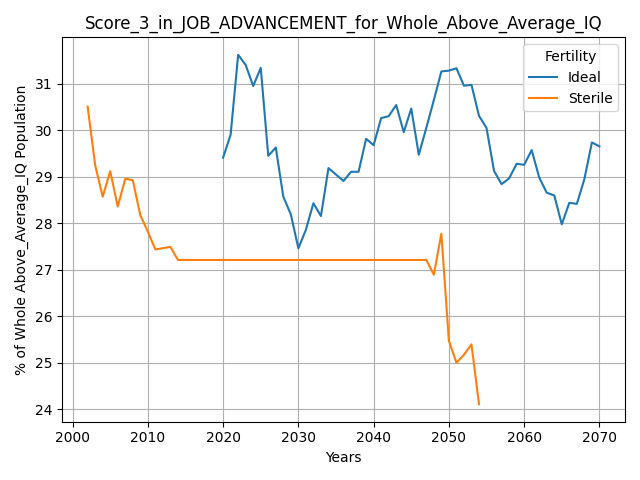 Score_3_in_JOB_ADVANCEMENT_for_Whole_Above_Average_IQ
Fertility
Ideal
Sterile
% of Whole Above_Average_IQ Population
31
30
29
28
27
26
25
24
2000 2010 2020 2030 2040 2050 2060 2070
Years